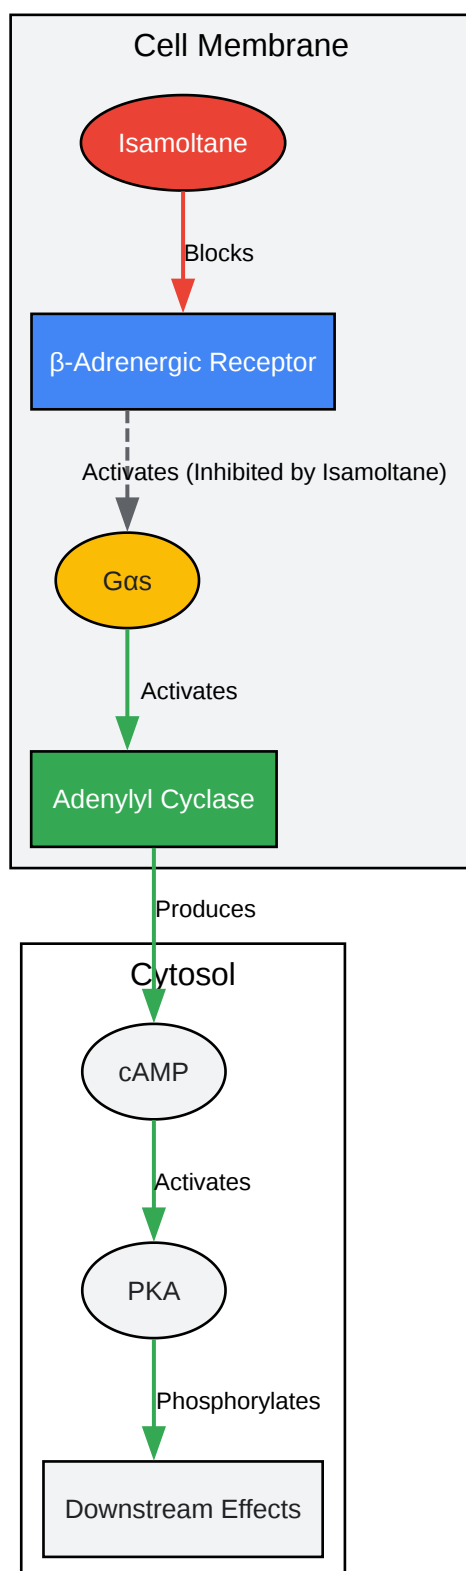 Cell Membrane
Isamoltane
Blocks
β-Adrenergic Receptor
Activates (Inhibited by Isamoltane)
Gαs
Activates
Adenylyl Cyclase
Produces
Cytosol
cAMP
Activates
PKA
Phosphorylates
Downstream Effects